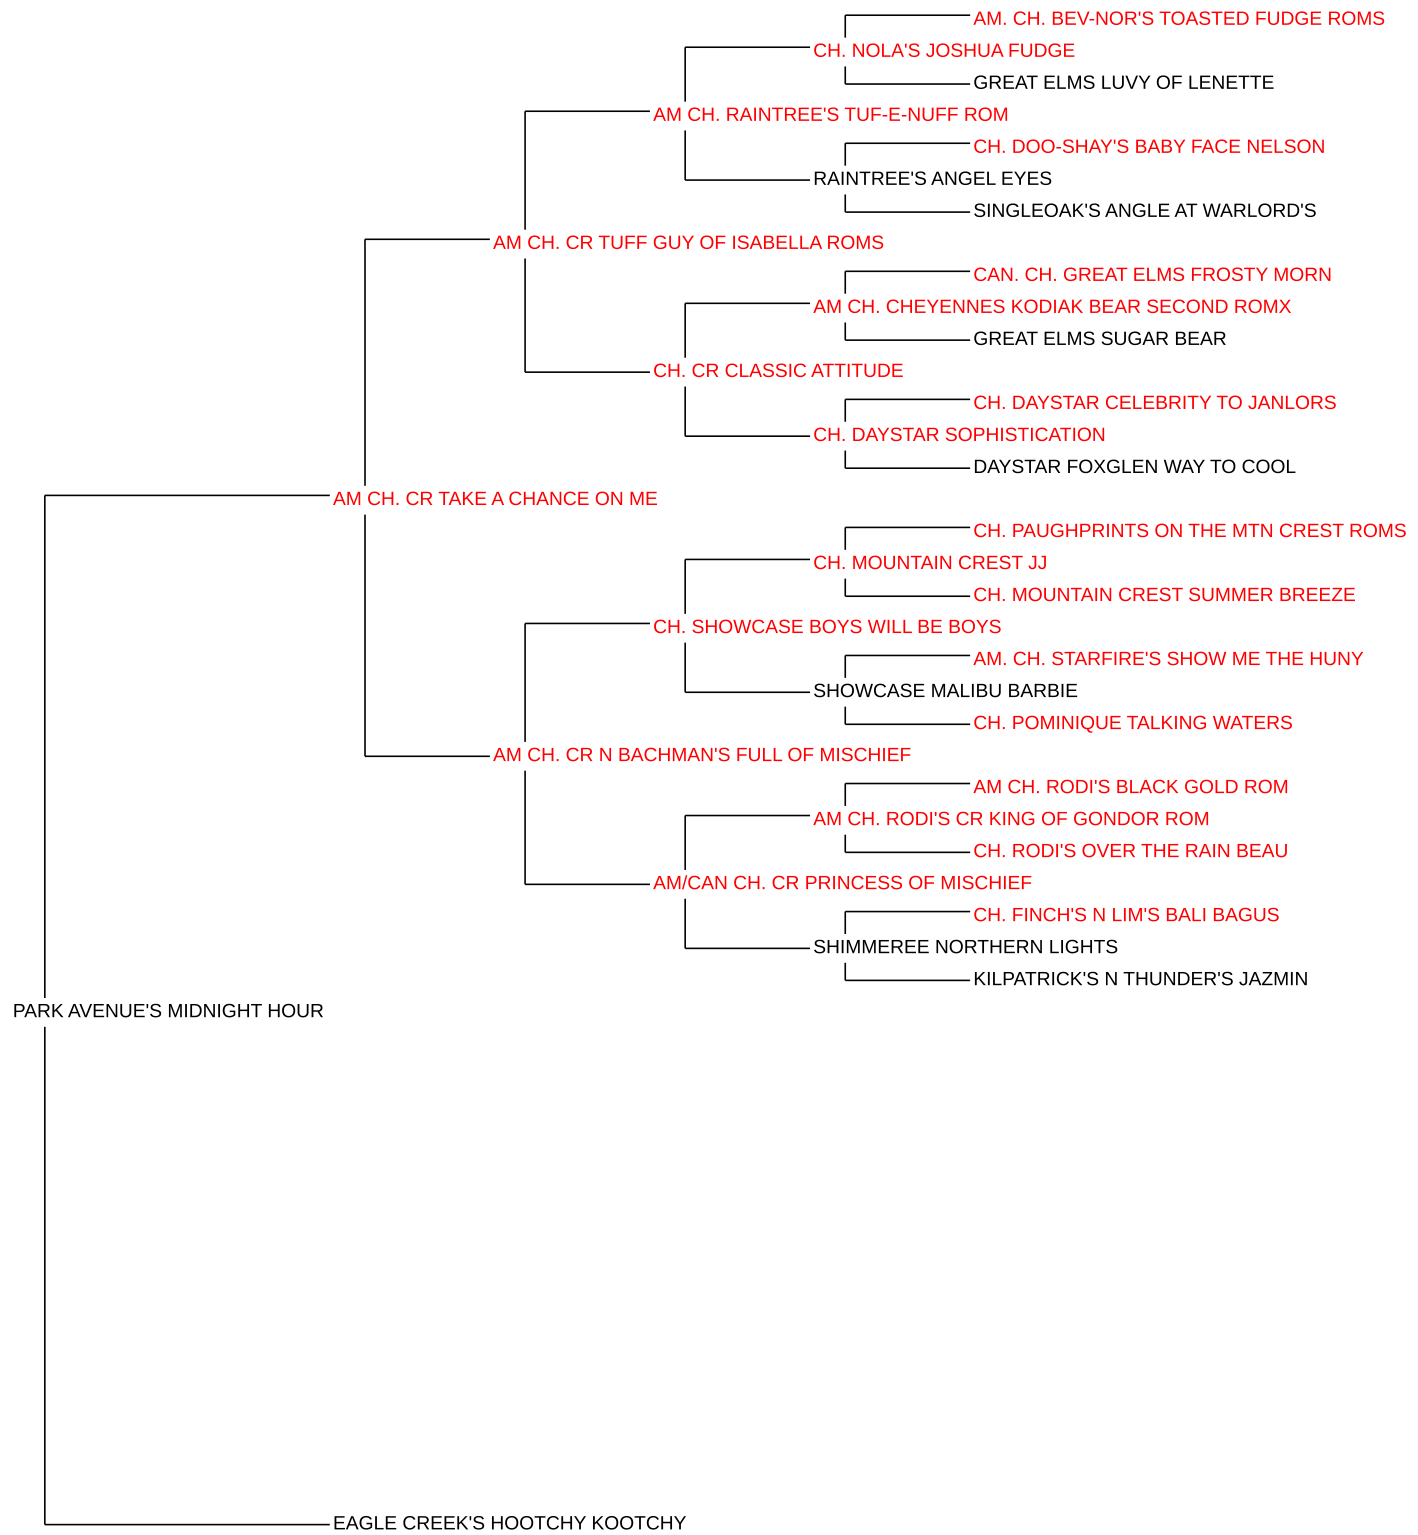 AM. CH. BEV-NOR'S TOASTED FUDGE ROMS
CH. NOLA'S JOSHUA FUDGE
GREAT ELMS LUVY OF LENETTE
AM CH. RAINTREE'S TUF-E-NUFF ROM
CH. DOO-SHAY'S BABY FACE NELSON
RAINTREE'S ANGEL EYES
SINGLEOAK'S ANGLE AT WARLORD'S
AM CH. CR TUFF GUY OF ISABELLA ROMS
CAN. CH. GREAT ELMS FROSTY MORN
AM CH. CHEYENNES KODIAK BEAR SECOND ROMX
GREAT ELMS SUGAR BEAR
CH. CR CLASSIC ATTITUDE
CH. DAYSTAR CELEBRITY TO JANLORS
CH. DAYSTAR SOPHISTICATION
DAYSTAR FOXGLEN WAY TO COOL
AM CH. CR TAKE A CHANCE ON ME
CH. PAUGHPRINTS ON THE MTN CREST ROMS
CH. MOUNTAIN CREST JJ
CH. MOUNTAIN CREST SUMMER BREEZE
CH. SHOWCASE BOYS WILL BE BOYS
AM. CH. STARFIRE'S SHOW ME THE HUNY
SHOWCASE MALIBU BARBIE
CH. POMINIQUE TALKING WATERS
AM CH. CR N BACHMAN'S FULL OF MISCHIEF
AM CH. RODI'S BLACK GOLD ROM
AM CH. RODI'S CR KING OF GONDOR ROM
CH. RODI'S OVER THE RAIN BEAU
AM/CAN CH. CR PRINCESS OF MISCHIEF
CH. FINCH'S N LIM'S BALI BAGUS
SHIMMEREE NORTHERN LIGHTS
KILPATRICK'S N THUNDER'S JAZMIN
PARK AVENUE'S MIDNIGHT HOUR
EAGLE CREEK'S HOOTCHY KOOTCHY